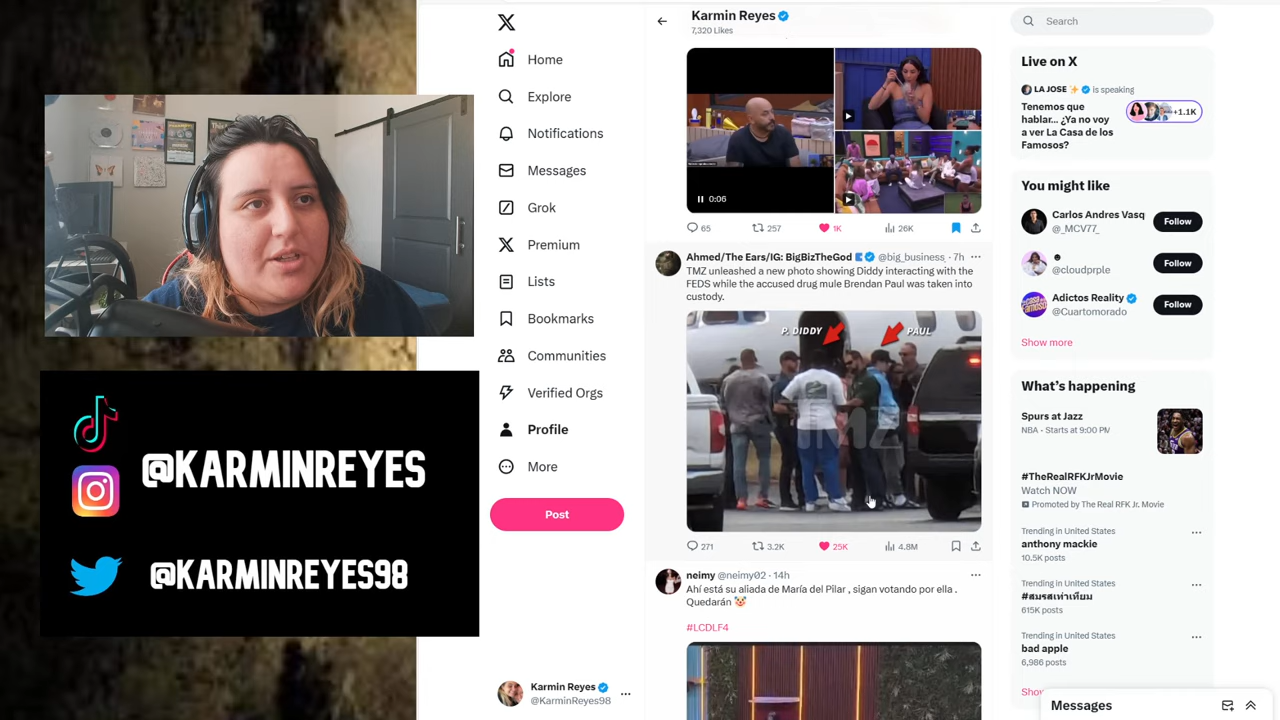 @KARMINREYES
@KARMINREYES98
Home
Explore
Notifications
Messages
Grok
Premium
Lists
Bookmarks
Communities
Verified Orgs
Profile
More
Post
Karmin Reyes
@KarminReyes98
Karmin Reyes
7,320 Likes
0:06
65
257
1K
26K
Ahmed/The Ears/IG: BigBizTheGod @big_business · 7h
TMZ unleashed a new photo showing Diddy interacting with the
FEDS while the accused drug mule Brendan Paul was taken into
custody.
P. DIDDY
PAUL
TMZ
271
3.2K
25K
4.8M
neimy @neimy02 · 14h
Ahí está su aliada de María del Pilar , sigan votando por ella .
Quedarán 🤡
#LCDLF4
Search
Live on X
LA JOSE ✨ is speaking
Tenemos que
hablar... ¿Ya no voy
a ver La Casa de los
Famosos?
+1.1K
You might like
Carlos Andres Vasq
@_MCV77_
Follow
@cloudprple
Follow
Adictos Reality
@Cuartomorado
Follow
Show more
What's happening
Spurs at Jazz
NBA · Starts at 9:00 PM
#TheRealRFKJrMovie
Watch NOW
Promoted by The Real RFK Jr. Movie
Trending in United States
anthony mackie
10.5K posts
Trending in United States
#สมรสเท่าเทียม
615K posts
Trending in United States
bad apple
6,986 posts
Messages